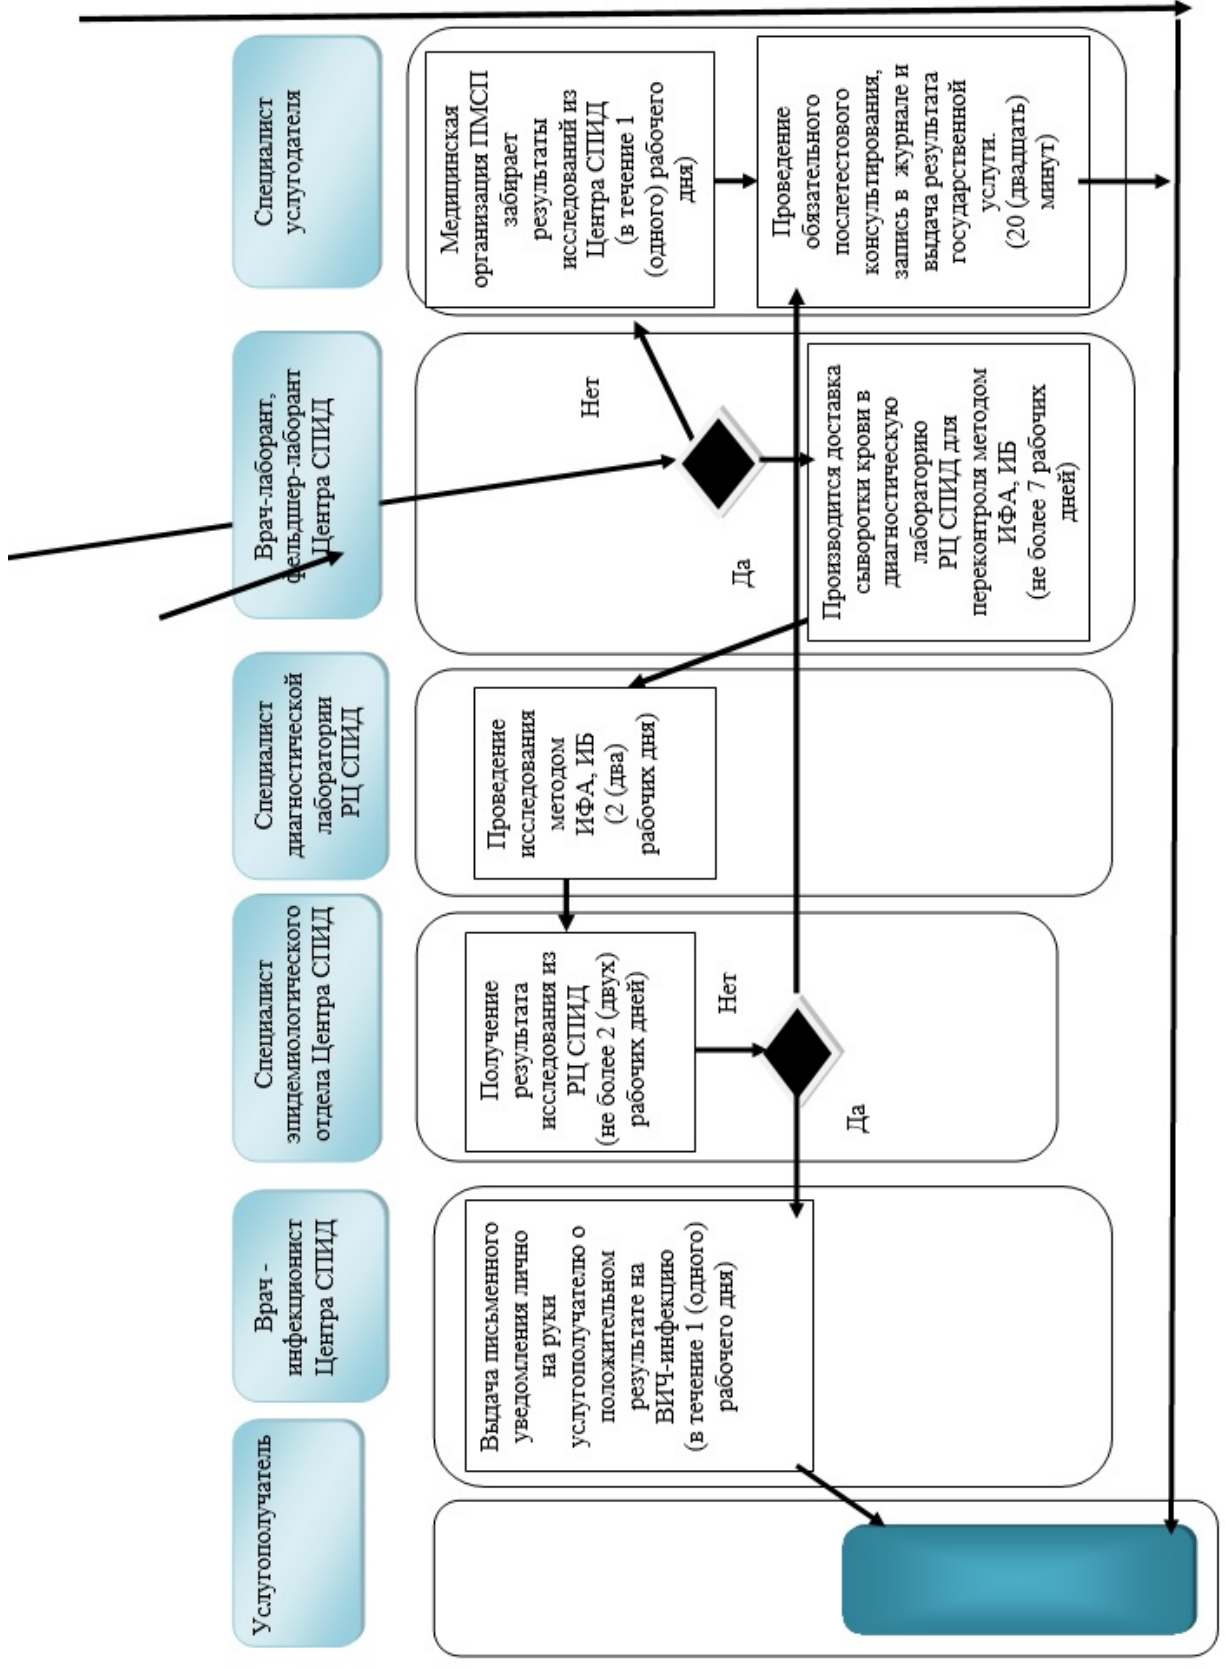 Услугополучатель
Врач -
инфекционист
Центра СПИД
Специалист
эпидемиологического
отдела Центра СПИД
Специалист
диагностической
лаборатории
РЦ СПИД
Врач-лаборант,
фельдшер-лаборант
Центра СПИД
Специалист
услугодателя
Выдача письменного
уведомления лично
на руки
услугополучателю о
положительном
результате на
ВИЧ-инфекцию
(в течение 1 (одного)
рабочего дня)
Получение
результата
исследования из
РЦ СПИД
(не более 2 (двух)
рабочих дней)
Нет
Да
Проведение
исследования
методом
ИФА, ИБ
(2 (два)
рабочих дня)
Нет
Да
Производится доставка
сыворотки крови в
диагностическую
лабораторию
РЦ СПИД для
переконтроля методом
ИФА, ИБ
(не более 7 рабочих
дней)
Медицинская
организация ПМСП
забирает
результаты
исследований из
Центра СПИД
(в течение 1
(одного) рабочего
дня)
Проведение
обязательного
послетестового
консультирования,
запись в журнале и
выдача результата
государственной
услуги.
(20 (двадцать)
минут)